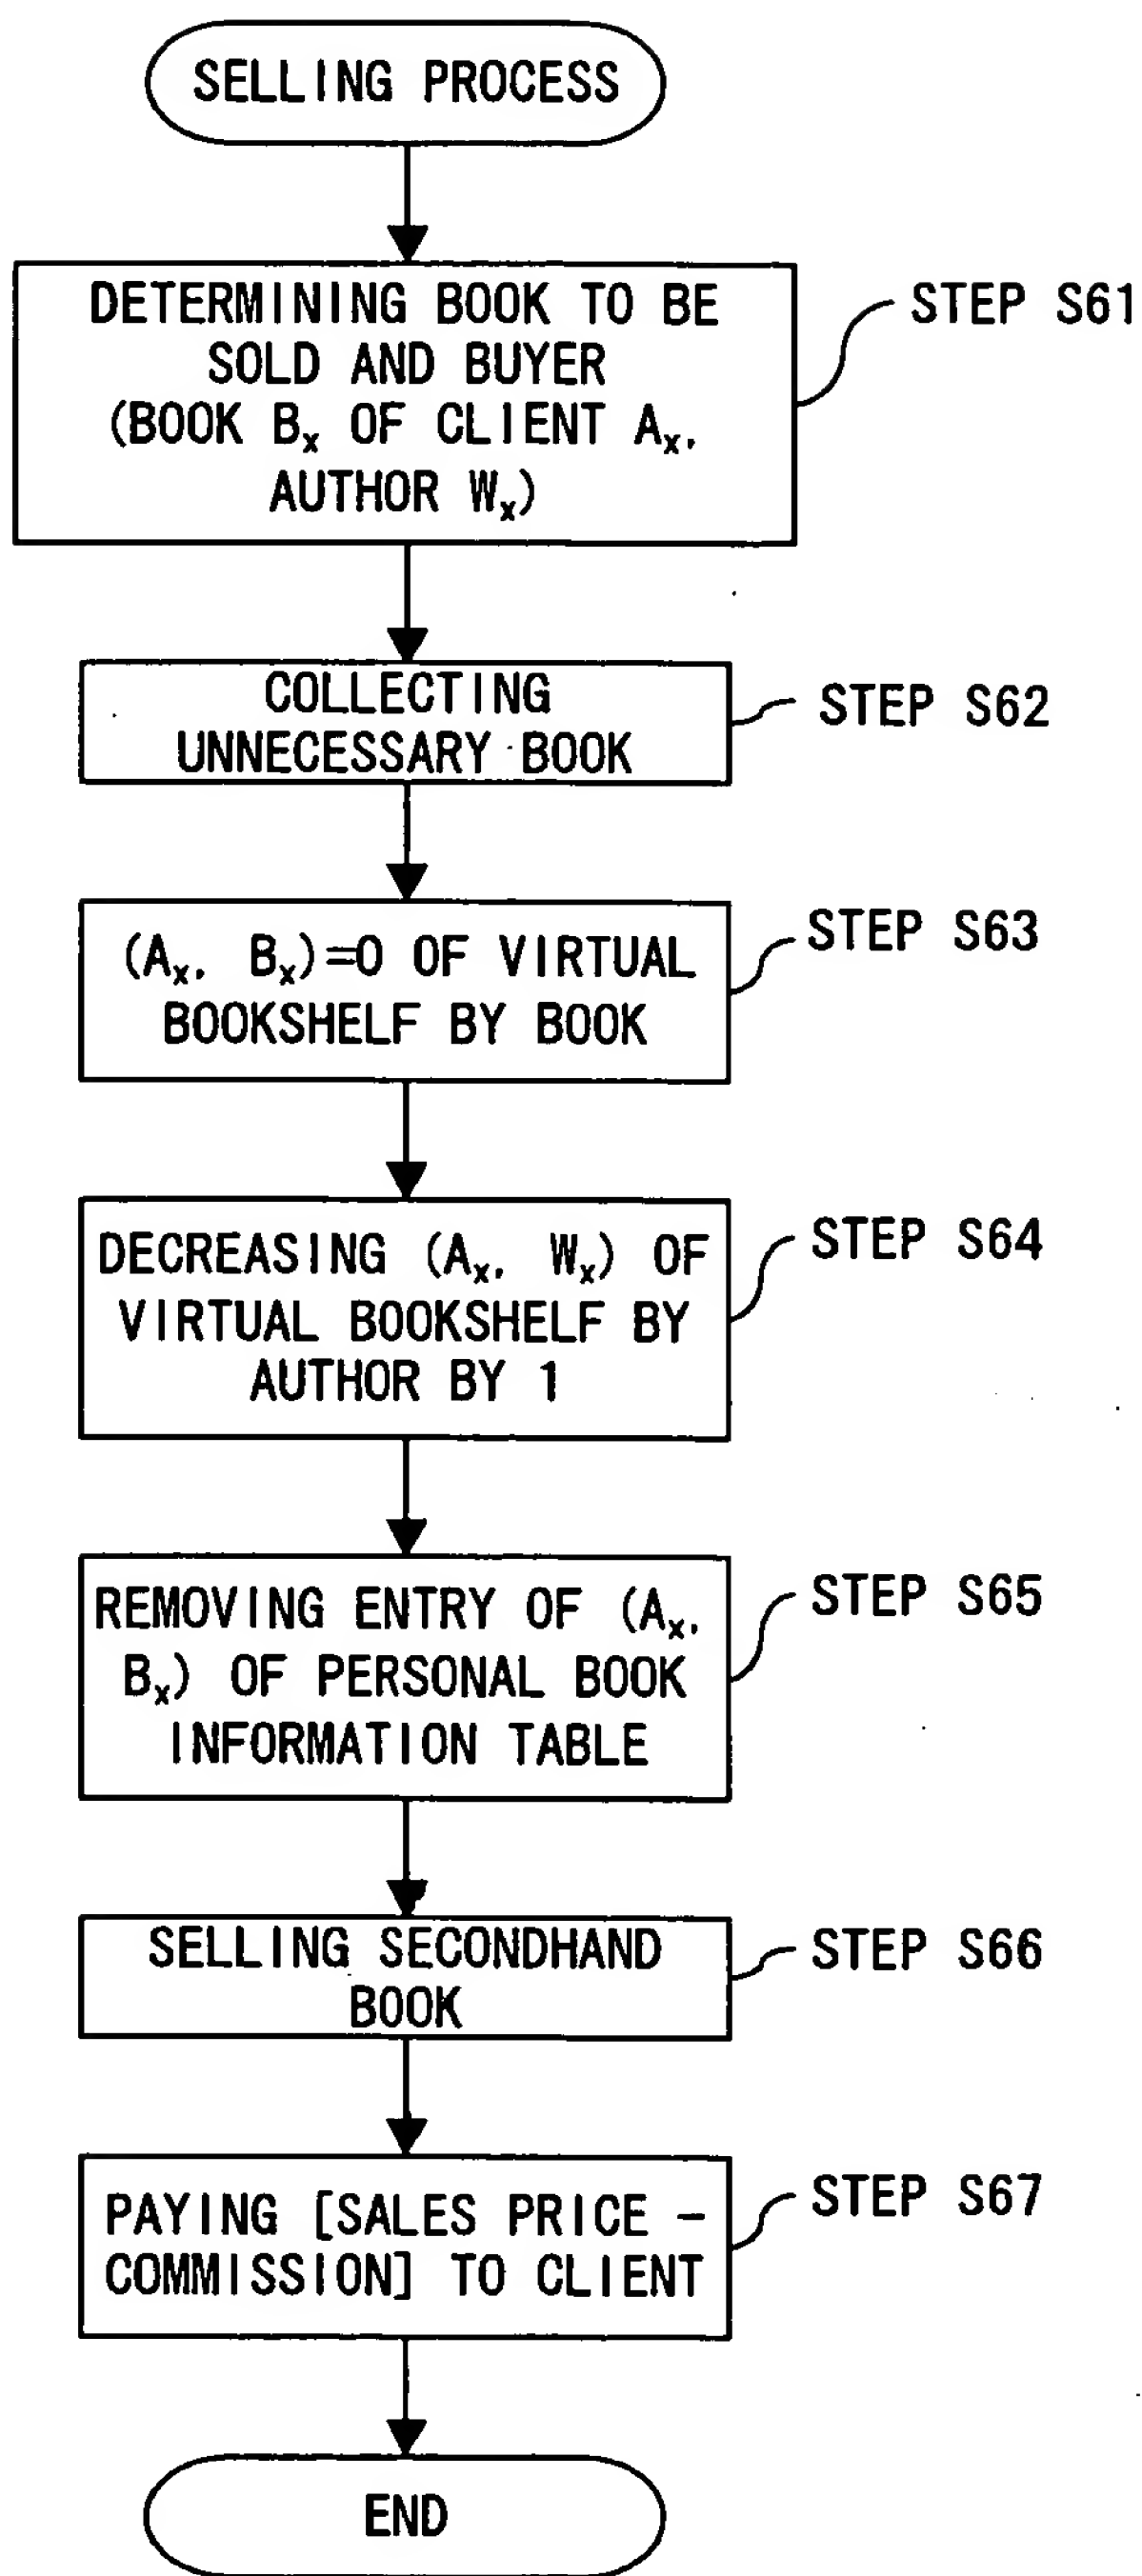 SELLING PROCESS
DETERMINING BOOK TO BE
SOLD AND BUYER
(BOOK Bx OF CLIENT Ax,
AUTHOR Wx)
STEP S61
COLLECTING
UNNECESSARY BOOK
STEP S62
(Ax, Bx)=0 OF VIRTUAL
BOOKSHELF BY BOOK
STEP S63
DECREASING (Ax, Wx) OF
VIRTUAL BOOKSHELF BY
AUTHOR BY 1
STEP S64
REMOVING ENTRY OF (Ax,
Bx) OF PERSONAL BOOK
INFORMATION TABLE
STEP S65
SELLING SECONDHAND
BOOK
STEP S66
PAYING [SALES PRICE -
COMMISSION] TO CLIENT
STEP S67
END